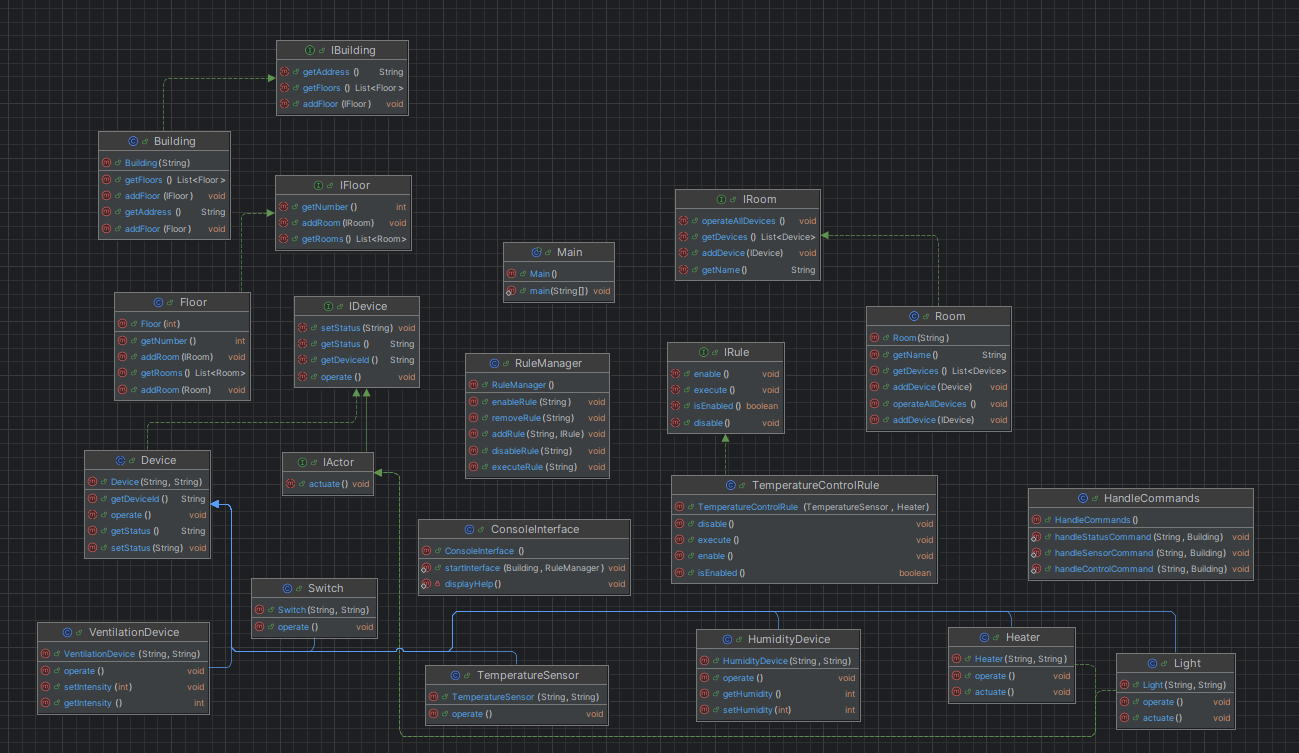 IBuilding
getAddress () String
getFloors () List<Floor>
addFloor (IFloor) void
Building
Building(String)
getFloors () List<Floor>
addFloor (IFloor) void
getAddress () String
addFloor (Floor) void
IFloor
getNumber () int
addRoom (IRoom) void
getRooms () List<Room>
IRoom
operateAllDevices () void
getDevices () List<Device>
addDevice (IDevice) void
getName () String
Main
Main ()
main(String[]) void
Floor
Floor (int)
getNumber () int
addRoom (IRoom) void
getRooms () List<Room>
addRoom (Room) void
IDevice
setStatus (String) void
getStatus () String
getDeviceId () String
operate () void
Room
Room(String)
getName () String
getDevices () List<Device>
addDevice (Device) void
operateAllDevices () void
addDevice (IDevice) void
RuleManager
RuleManager ()
enableRule (String) void
removeRule (String) void
addRule (String, IRule) void
disableRule (String) void
executeRule (String) void
IRule
enable () void
execute () void
isEnabled () boolean
disable () void
Device
Device (String, String)
getDeviceId () String
operate () void
getStatus () String
setStatus (String) void
IActor
actuate () void
TemperatureControlRule
TemperatureControlRule (TemperatureSensor, Heater)
disable () void
execute () void
enable () void
isEnabled () boolean
HandleCommands
HandleCommands ()
handleStatusCommand (String, Building) void
handleSensorCommand (String, Building) void
handleControlCommand (String, Building) void
ConsoleInterface
ConsoleInterface ()
startInterface (Building, RuleManager) void
displayHelp () void
Switch
Switch (String, String)
operate () void
VentilationDevice
VentilationDevice (String, String)
operate () void
setIntensity (int) void
getIntensity () int
TemperatureSensor
TemperatureSensor (String, String)
operate () void
HumidityDevice
HumidityDevice (String, String)
operate () void
getHumidity () int
setHumidity (int) void
Heater
Heater (String, String)
operate () void
actuate () void
Light
Light (String, String)
operate () void
actuate () void